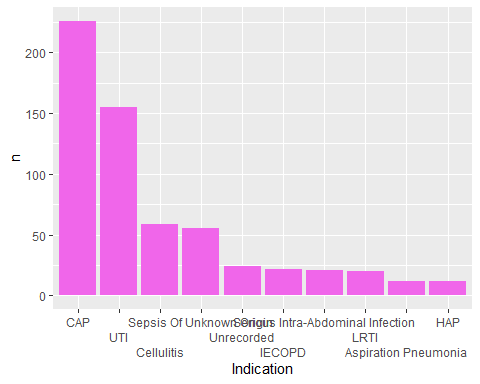 200
150
100
50
0
n
CAP
Sepsis Of Unknown
Intra-Abdominal Infection
HAP
UTI
Unrecorded
LRTI
Cellulitis
IECOPD
Aspiration Pneumonia
Indication